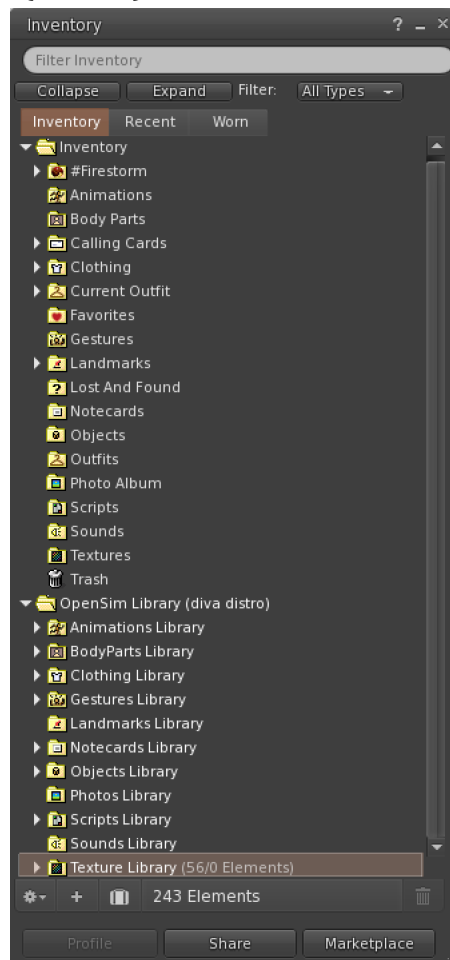 Inventory ? _ ×
Filter Inventory
Collapse Expand Filter: All Types
Inventory Recent Worn
Inventory
#Firestorm
Animations
Body Parts
Calling Cards
Clothing
Current Outfit
Favorites
Gestures
Landmarks
Lost And Found
Notecards
Objects
Outfits
Photo Album
Scripts
Sounds
Textures
Trash
OpenSim Library (diva distro)
Animations Library
BodyParts Library
Clothing Library
Gestures Library
Landmarks Library
Notecards Library
Objects Library
Photos Library
Scripts Library
Sounds Library
Texture Library (56/0 Elements)
+ 243 Elements
Profile Share Marketplace